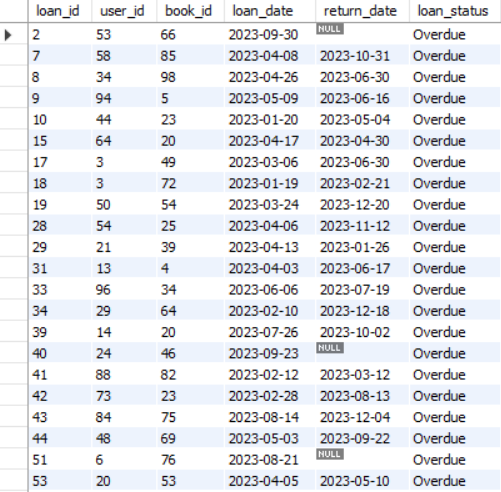 loan_id user_id book_id loan_date return_date loan_status
2 53 66 2023-09-30 NULL Overdue
7 58 85 2023-04-08 2023-10-31 Overdue
8 34 98 2023-04-26 2023-06-30 Overdue
9 94 5 2023-05-09 2023-06-16 Overdue
10 44 23 2023-01-20 2023-05-04 Overdue
15 64 20 2023-04-17 2023-04-30 Overdue
17 3 49 2023-03-06 2023-06-30 Overdue
18 3 72 2023-01-19 2023-02-21 Overdue
19 50 54 2023-03-24 2023-12-20 Overdue
28 54 25 2023-04-06 2023-11-12 Overdue
29 21 39 2023-04-13 2023-01-26 Overdue
31 13 4 2023-04-03 2023-06-17 Overdue
33 96 34 2023-06-06 2023-07-19 Overdue
34 29 64 2023-02-10 2023-12-18 Overdue
39 14 20 2023-07-26 2023-10-02 Overdue
40 24 46 2023-09-23 NULL Overdue
41 88 82 2023-02-12 2023-03-12 Overdue
42 73 23 2023-02-28 2023-08-13 Overdue
43 84 75 2023-08-14 2023-12-04 Overdue
44 48 69 2023-05-03 2023-09-22 Overdue
51 6 76 2023-08-21 NULL Overdue
53 20 53 2023-04-05 2023-05-10 Overdue